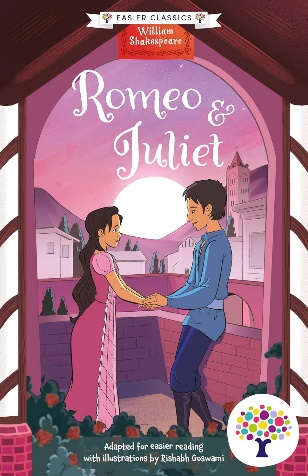 EASIER CLASSICS
William
Shakespeare
Romeo &
Juliet
Adapted for easier reading
with illustrations by Rishabh Goswami